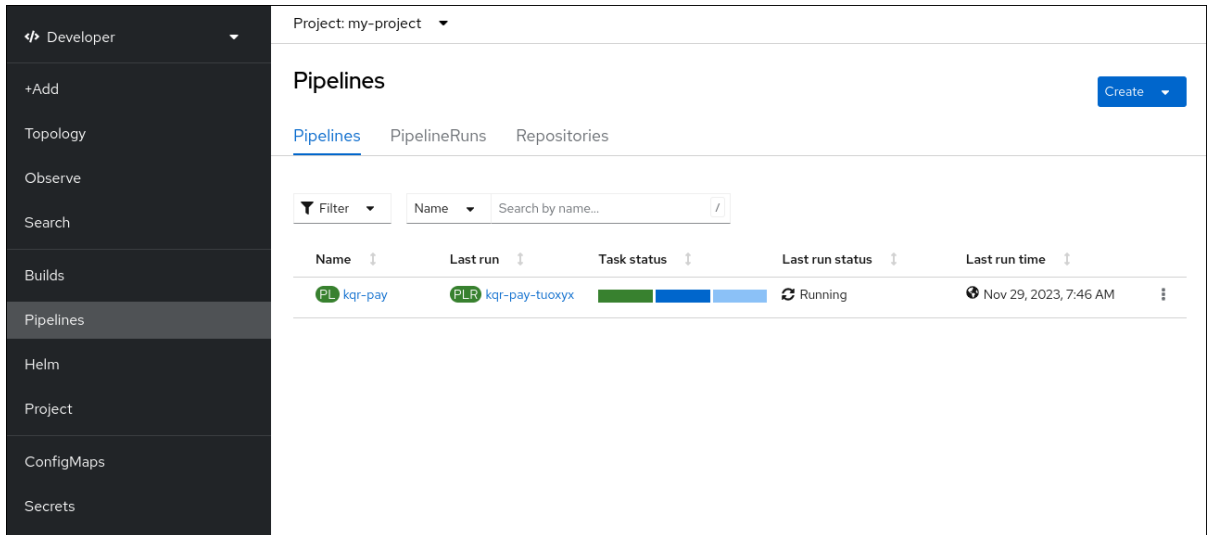 Developer
+Add
Topology
Observe
Search
Builds
Pipelines
Helm
Project
ConfigMaps
Secrets
Project: my-project
Pipelines
Create
Pipelines PipelineRuns Repositories
Filter Name Search by name... /
Name Last run Task status Last run status Last run time
PL kqr-pay PLR kqr-pay-tuoxyx Running Nov 29, 2023, 7:46 AM